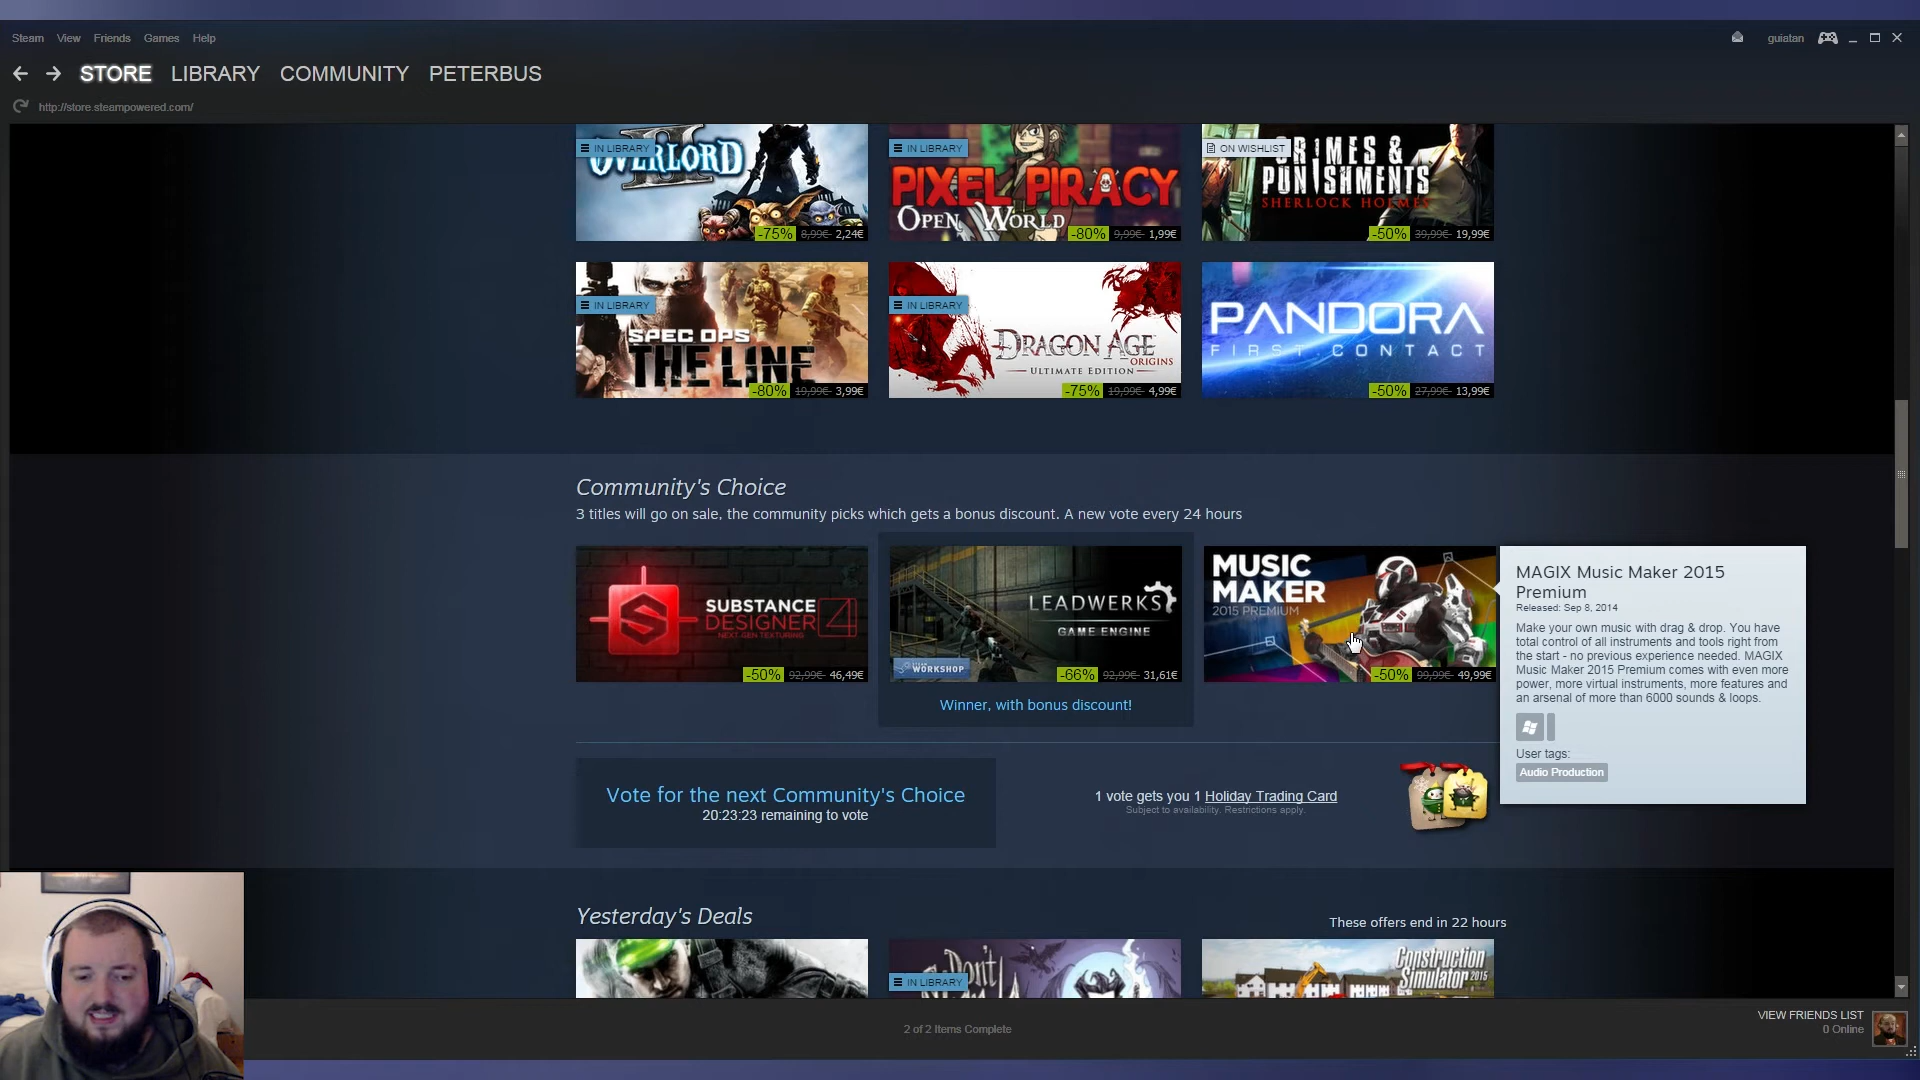 Steam View Friends Games Help
guiatan
STORE LIBRARY COMMUNITY PETERBUS
http://store.steampowered.com/
IN LIBRARY
OVERLORD II
-75% 8,99€ 2,24€
IN LIBRARY
PIXEL PIRACY
OPEN WORLD
-80% 9,99€ 1,99€
ON WISHLIST
CRIMES &
PUNISHMENTS
SHERLOCK HOLMES
-50% 39,99€ 19,99€
IN LIBRARY
SPEC OPS
THE LINE
-80% 19,99€ 3,99€
IN LIBRARY
DRAGON AGE
ORIGINS
ULTIMATE EDITION
-75% 19,99€ 4,99€
PANDORA
FIRST CONTACT
-50% 27,99€ 13,99€
Community's Choice
3 titles will go on sale, the community picks which gets a bonus discount. A new vote every 24 hours
SUBSTANCE
DESIGNER 4
NEXT-GEN TEXTURING
-50% 92,99€ 46,49€
LEADWERKS
GAME ENGINE
WORKSHOP
-66% 92,99€ 31,61€
Winner, with bonus discount!
MUSIC
MAKER
2015 PREMIUM
-50% 99,99€ 49,99€
MAGIX Music Maker 2015
Premium
Released: Sep 8, 2014
Make your own music with drag & drop. You have
total control of all instruments and tools right from
the start - no previous experience needed. MAGIX
Music Maker 2015 Premium comes with even more
power, more virtual instruments, more features and
an arsenal of more than 6000 sounds & loops.
User tags:
Audio Production
Vote for the next Community's Choice
20:23:23 remaining to vote
1 vote gets you 1 Holiday Trading Card
Subject to availability. Restrictions apply.
Yesterday's Deals
These offers end in 22 hours
IN LIBRARY
Don't
Construction
Simulator 2015
2 of 2 Items Complete
VIEW FRIENDS LIST
0 Online